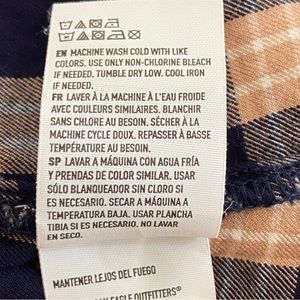 EN MACHINE WASH COLD WITH LIKE
COLORS. USE ONLY NON-CHLORINE BLEACH
IF NEEDED. TUMBLE DRY LOW. COOL IRON
IF NEEDED.
FR LAVER À LA MACHINE À L'EAU FROIDE
AVEC COULEURS SIMILAIRES. BLANCHIR
SANS CHLORE AU BESOIN. SÉCHER À LA
MACHINE CYCLE DOUX. REPASSER À BASSE
TEMPÉRATURE AU BESOIN.
SP LAVAR A MÁQUINA CON AGUA FRÍA
Y PRENDAS DE COLOR SIMILAR. USAR
SÓLO BLANQUEADOR SIN CLORO SI
ES NECESARIO. SECAR A MÁQUINA A
TEMPERATURA BAJA. USAR PLANCHA
TIBIA SI ES NECESARIO. NO LAVAR
EN SECO.
MANTENER LEJOS DEL FUEGO
EAGLE OUTFITTERS®